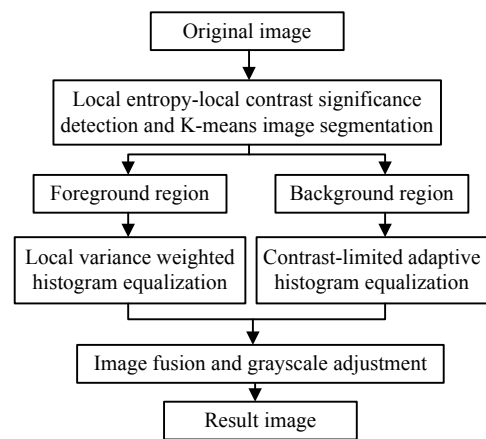 Original image
Local entropy-local contrast significance
detection and K-means image segmentation
Foreground region
Background region
Local variance weighted
histogram equalization
Contrast-limited adaptive
histogram equalization
Image fusion and grayscale adjustment
Result image